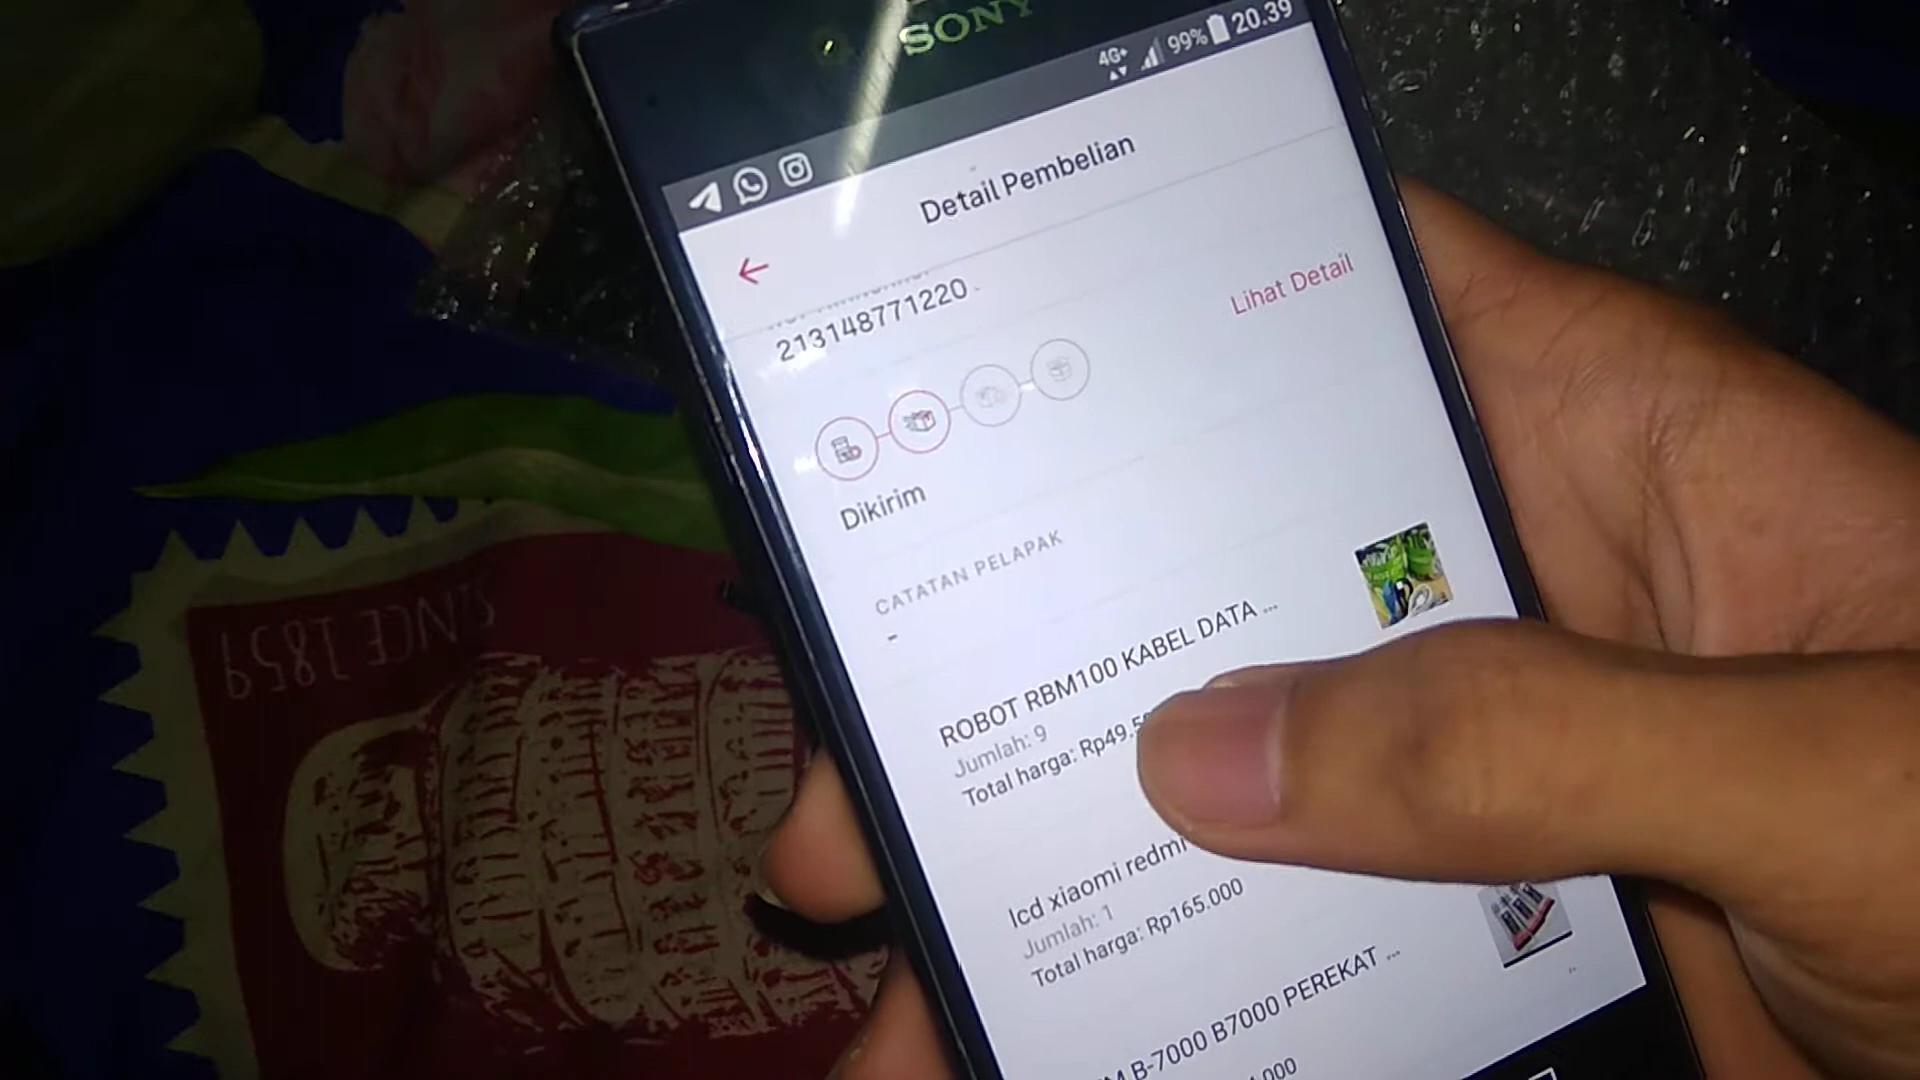 SONY
4G+ 99% 20.39
Detail Pembelian
213148771220
Lihat Detail
Dikirim
CATATAN PELAPAK
-
ROBOT RBM100 KABEL DATA ...
Jumlah: 9
Total harga: Rp49.5
lcd xiaomi redmi
Jumlah: 1
Total harga: Rp165.000
B-7000 B7000 PEREKAT ...
.000
SINCE 1859